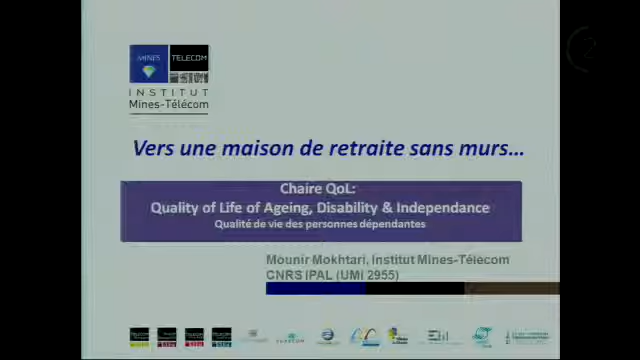 MINES TELECOM
INSTITUT
Mines-Télécom
Vers une maison de retraite sans murs...
Chaire QoL:
Quality of Life of Ageing, Disability & Independance
Qualité de vie des personnes dépendantes
Mounir Mokhtari, Institut Mines-Télécom
CNRS IPAL (UMI 2955)